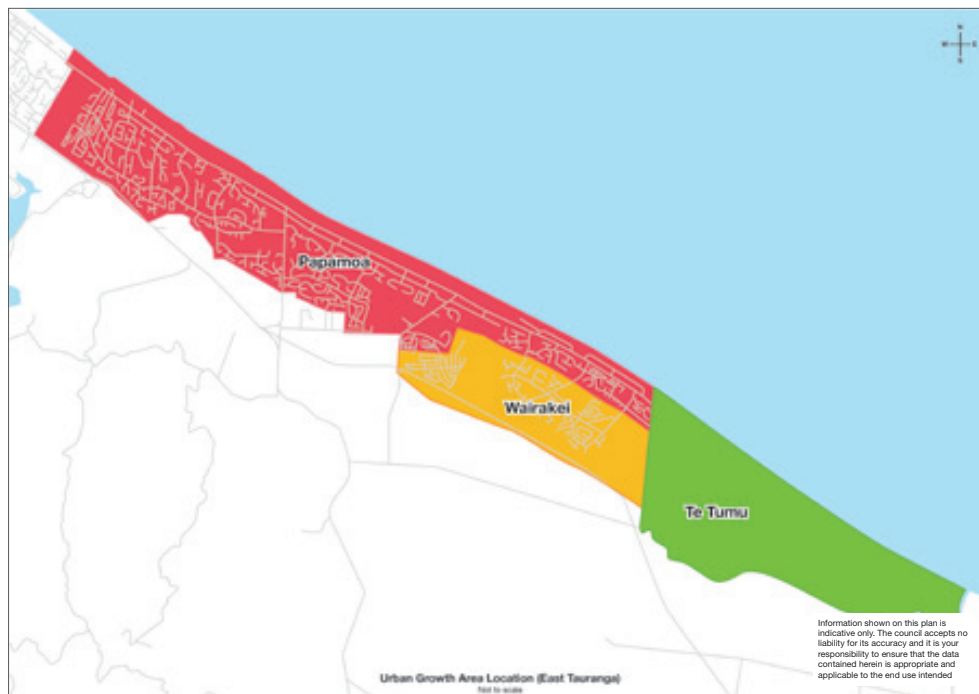 N
W E
S
Papamoa
Wairakei
Te Tumu
Information shown on this plan is
indicative only. The council accepts no
liability for its accuracy and it is your
responsibility to ensure that the data
contained herein is appropriate and
applicable to the end use intended
Urban Growth Area Location (East Tauranga)
Not to scale